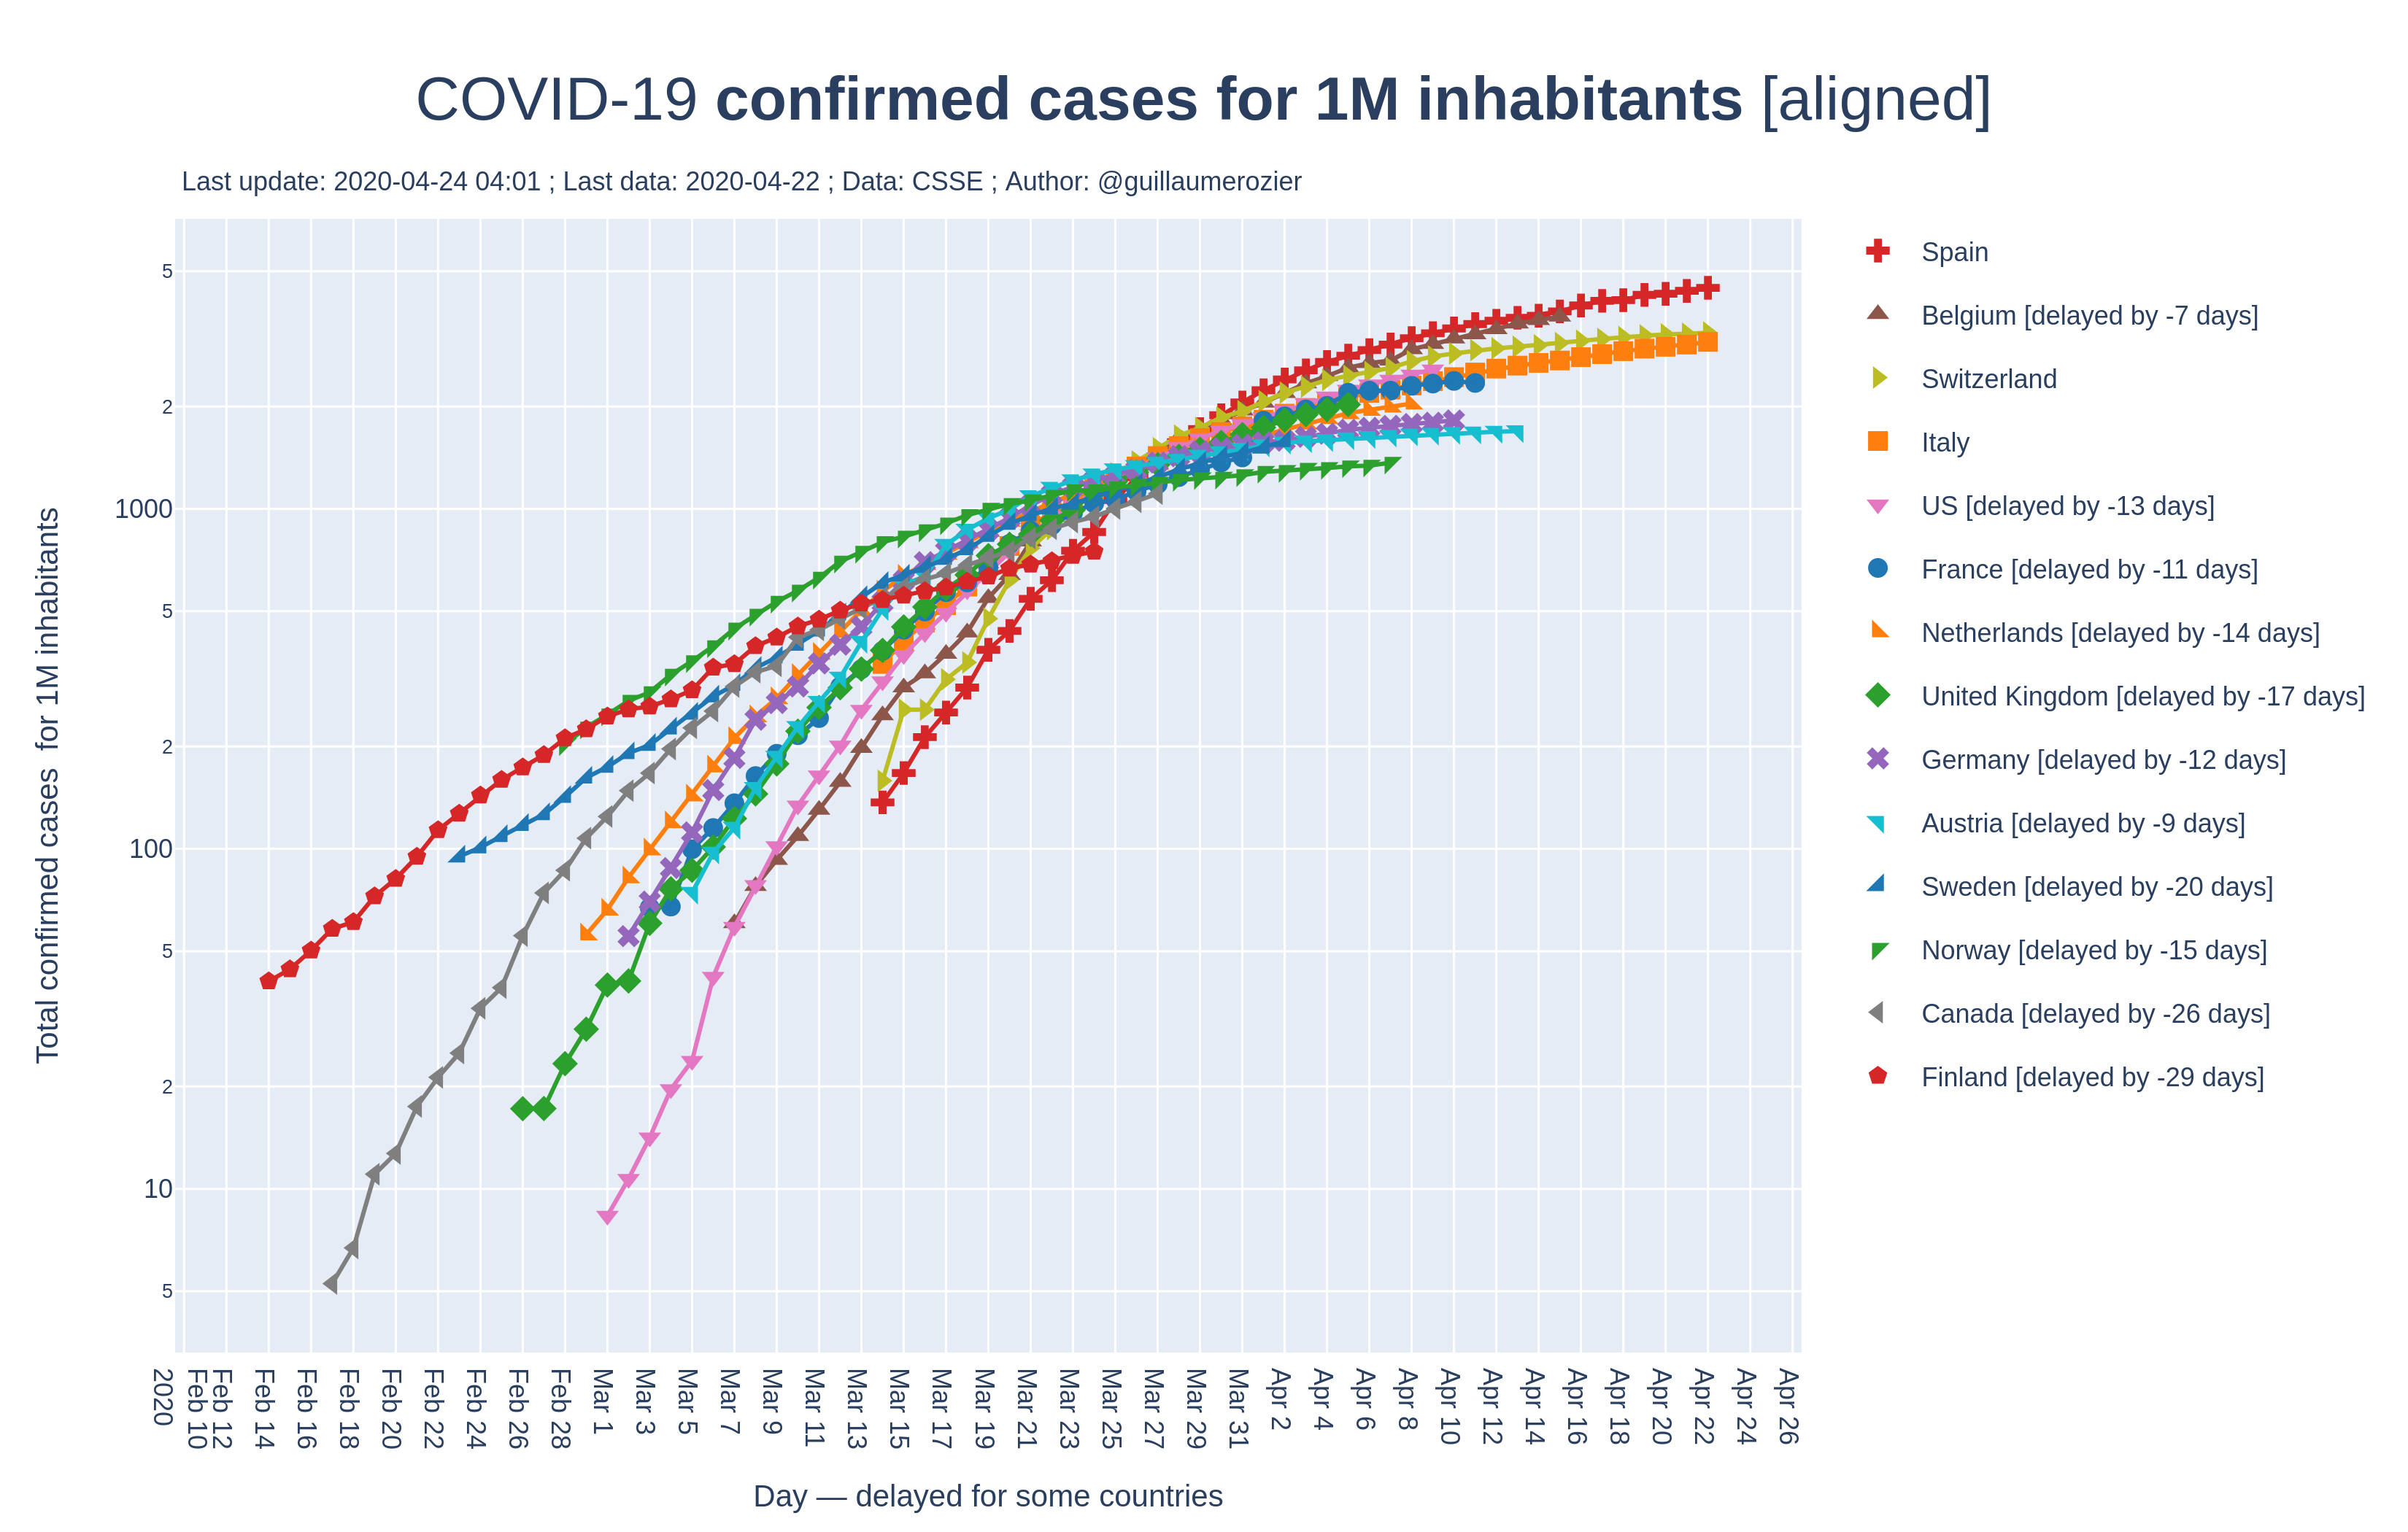 COVID-19 confirmed cases for 1M inhabitants [aligned]
Last update: 2020-04-24 04:01 ; Last data: 2020-04-22 ; Data: CSSE ; Author: @guillaumerozier
Total confirmed cases for 1M inhabitants
5
2
1000
5
2
100
5
2
10
5
Feb 10
2020
Feb 12
Feb 14
Feb 16
Feb 18
Feb 20
Feb 22
Feb 24
Feb 26
Feb 28
Mar 1
Mar 3
Mar 5
Mar 7
Mar 9
Mar 11
Mar 13
Mar 15
Mar 17
Mar 19
Mar 21
Mar 23
Mar 25
Mar 27
Mar 29
Mar 31
Apr 2
Apr 4
Apr 6
Apr 8
Apr 10
Apr 12
Apr 14
Apr 16
Apr 18
Apr 20
Apr 22
Apr 24
Apr 26
Day — delayed for some countries
Spain
Belgium [delayed by -7 days]
Switzerland
Italy
US [delayed by -13 days]
France [delayed by -11 days]
Netherlands [delayed by -14 days]
United Kingdom [delayed by -17 days]
Germany [delayed by -12 days]
Austria [delayed by -9 days]
Sweden [delayed by -20 days]
Norway [delayed by -15 days]
Canada [delayed by -26 days]
Finland [delayed by -29 days]